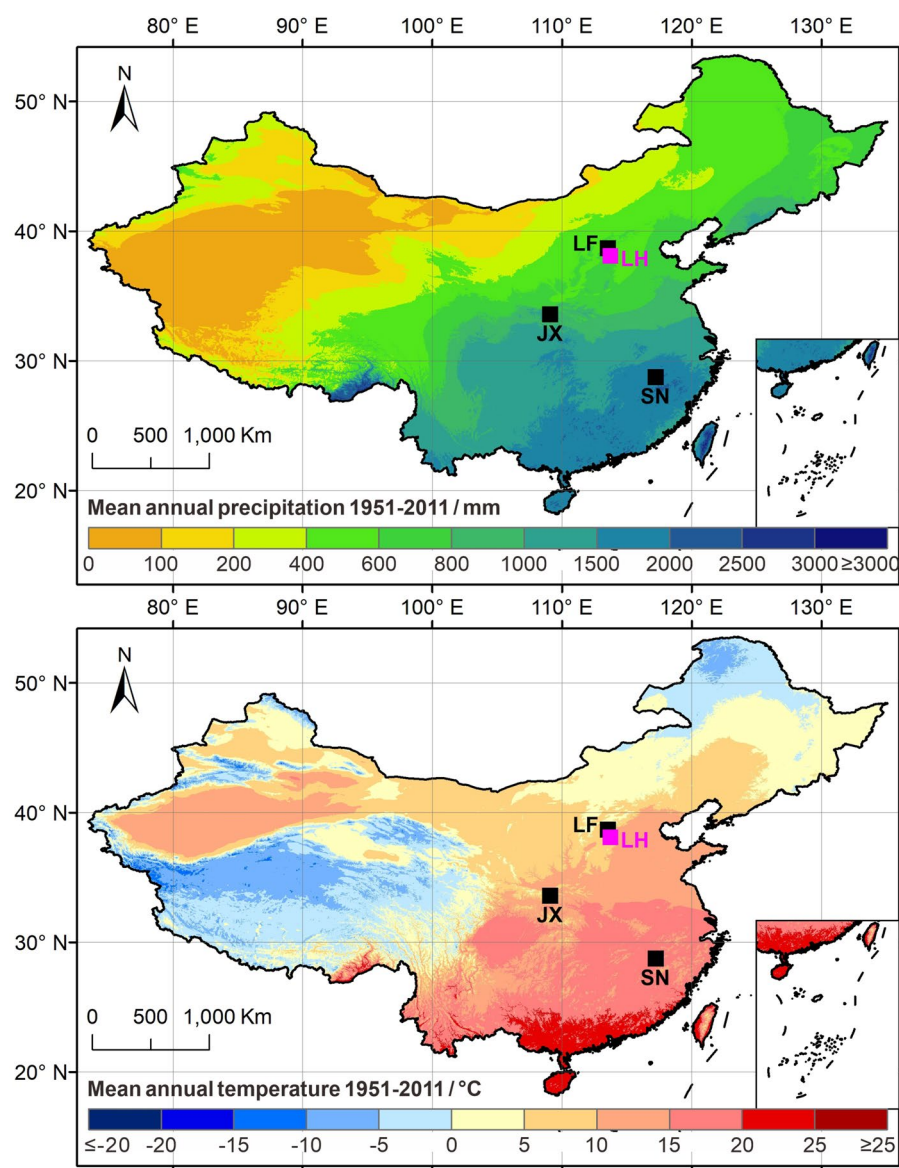 80° E 90° E 100° E 110° E 120° E 130° E
N
50° N
40° N
LF
LH
JX
30° N
SN
0 500 1,000 Km
20° N
Mean annual precipitation 1951-2011 / mm
0 100 200 400 600 800 1000 1500 2000 2500 3000 ≥3000
80° E 90° E 100° E 110° E 120° E 130° E
N
50° N
40° N
LF
LH
JX
30° N
SN
0 500 1,000 Km
20° N
Mean annual temperature 1951-2011 / °C
≤-20 -20 -15 -10 -5 0 5 10 15 20 25 ≥25